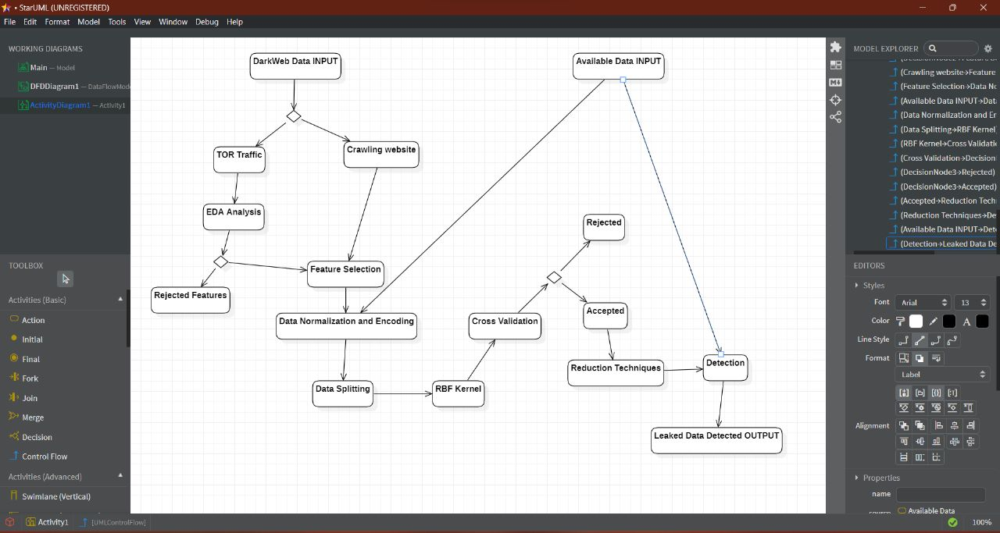 • StarUML (UNREGISTERED)
File Edit Format Model Tools View Window Debug Help
WORKING DIAGRAMS
Main — Model
DFDDiagram1 — DataFlowMod
ActivityDiagram1 — Activity1
TOOLBOX
Activities (Basic)
Action
Initial
Final
Fork
Join
Merge
Decision
Control Flow
Activities (Advanced)
Swimlane (Vertical)
DarkWeb Data INPUT
Available Data INPUT
TOR Traffic
Crawling website
EDA Analysis
Rejected
Feature Selection
Rejected Features
Accepted
Data Normalization and Encoding
Cross Validation
Reduction Techniques
Detection
Data Splitting
RBF Kernel
Leaked Data Detected OUTPUT
MODEL EXPLORER
(Crawling website→Feature
(Feature Selection→Data No
(Available Data INPUT→Data
(Data Normalization and Er
(Data Splitting→RBF Kernel
(RBF Kernel→Cross Validati
(Cross Validation→Decision
(DecisionNode3→Rejected)
(DecisionNode3→Accepted)
(Accepted→Reduction Tech
(Reduction Techniques→De
(Available Data INPUT→Det
(Detection→Leaked Data De
EDITORS
Styles
Font Arial 13
Color A
Line Style
Format
Label
Alignment
Properties
name
source Available Data
Activity1 [UMLControlFlow]
100%